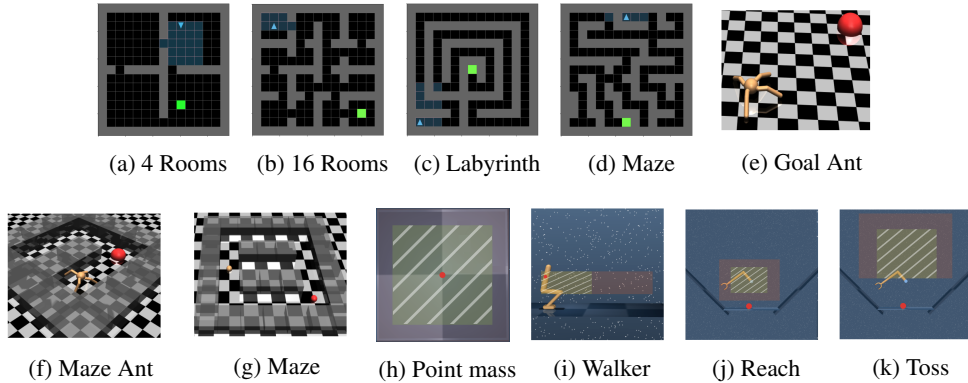 (a) 4 Rooms
(b) 16 Rooms
(c) Labyrinth
(d) Maze
(e) Goal Ant
(f) Maze Ant
(g) Maze
(h) Point mass
(i) Walker
(j) Reach
(k) Toss